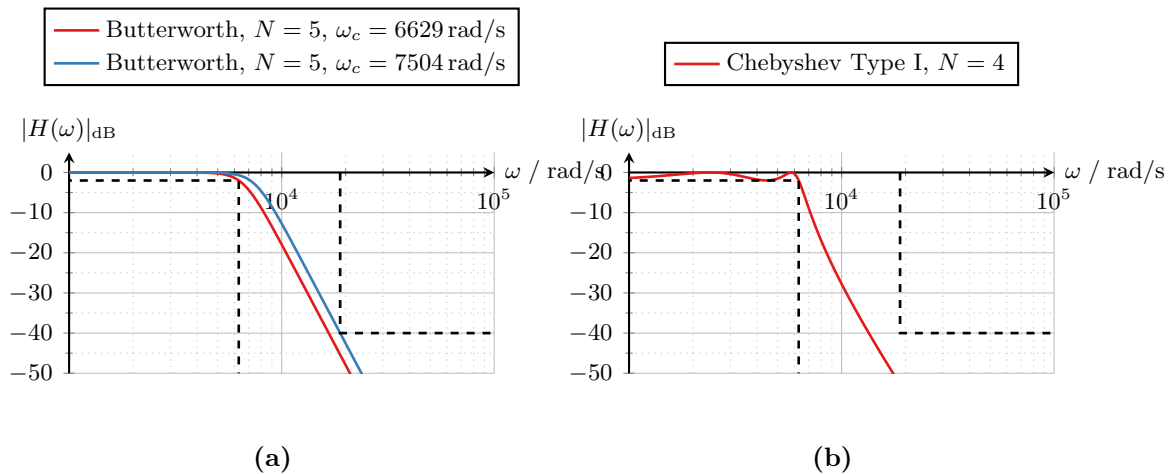 Butterworth, N = 5, ω_c = 6629 rad/s
Butterworth, N = 5, ω_c = 7504 rad/s
Chebyshev Type I, N = 4
|H(ω)|_dB
0
−10
−20
−30
−40
−50
10^4
10^5
ω / rad/s
|H(ω)|_dB
0
−10
−20
−30
−40
−50
10^4
10^5
ω / rad/s
(a)
(b)